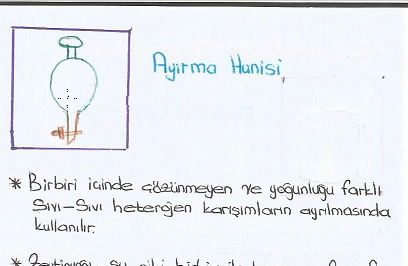 Ayırma Hunisi
* Birbiri içinde çözünmeyen ve yoğunluğu farklı
Sıvı-Sıvı heterojen karışımların ayrılmasında
kullanılır.
*